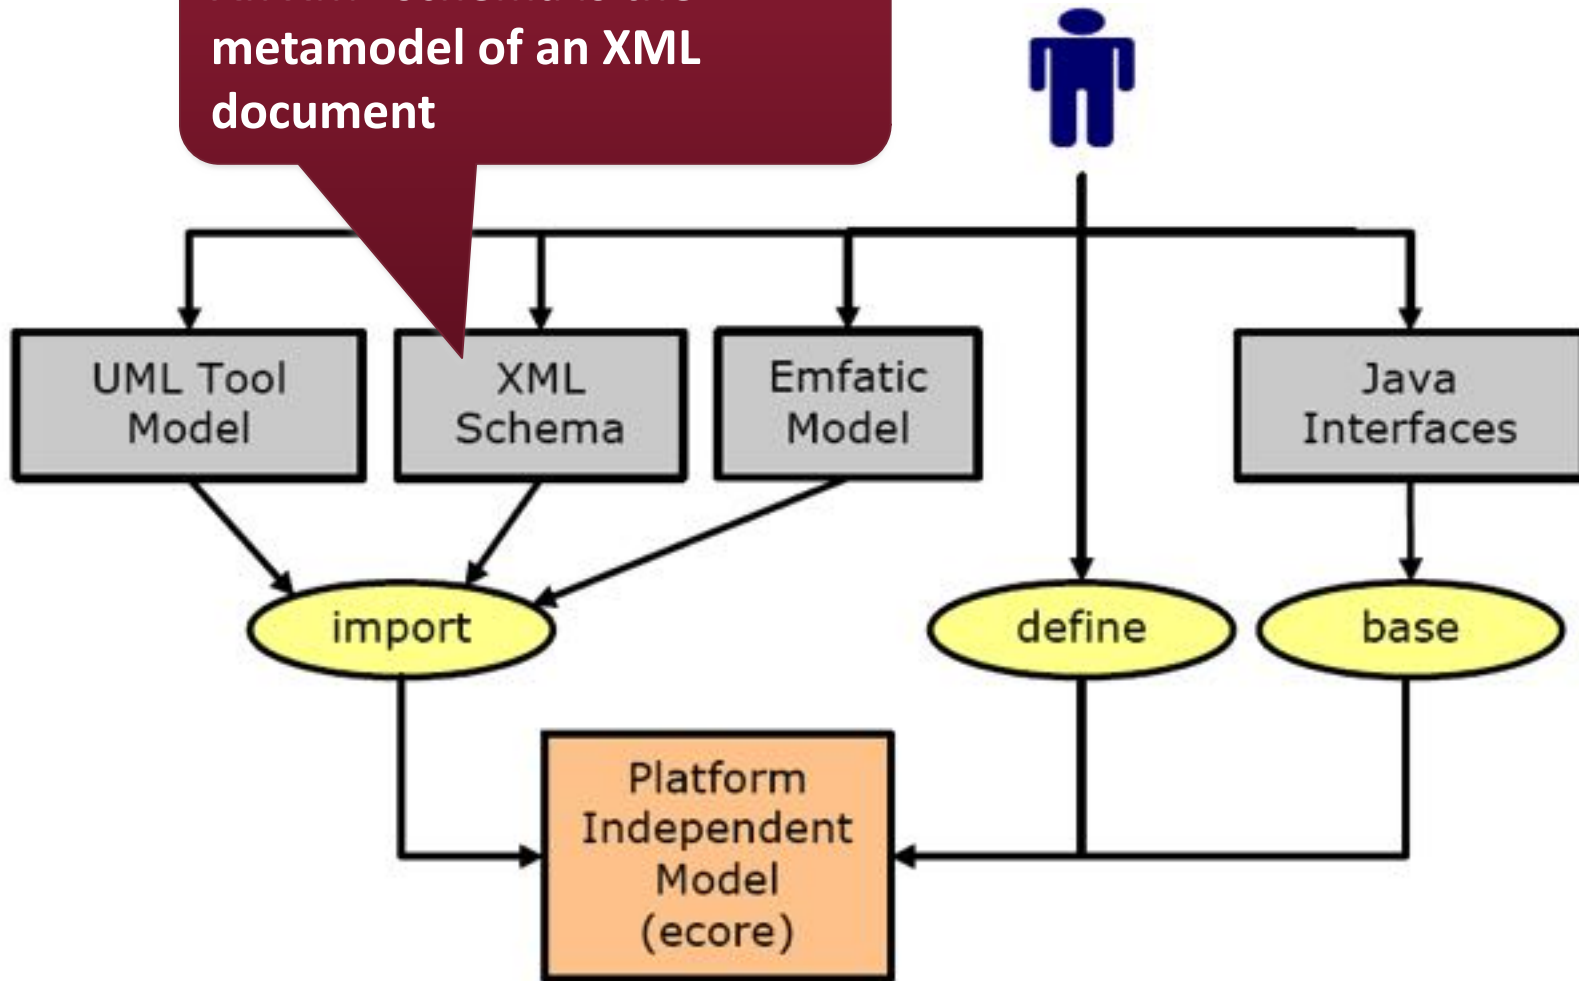 metamodel of an XML
document
UML Tool
Model
XML
Schema
Emfatic
Model
Java
Interfaces
import
define
base
Platform
Independent
Model
(ecore)